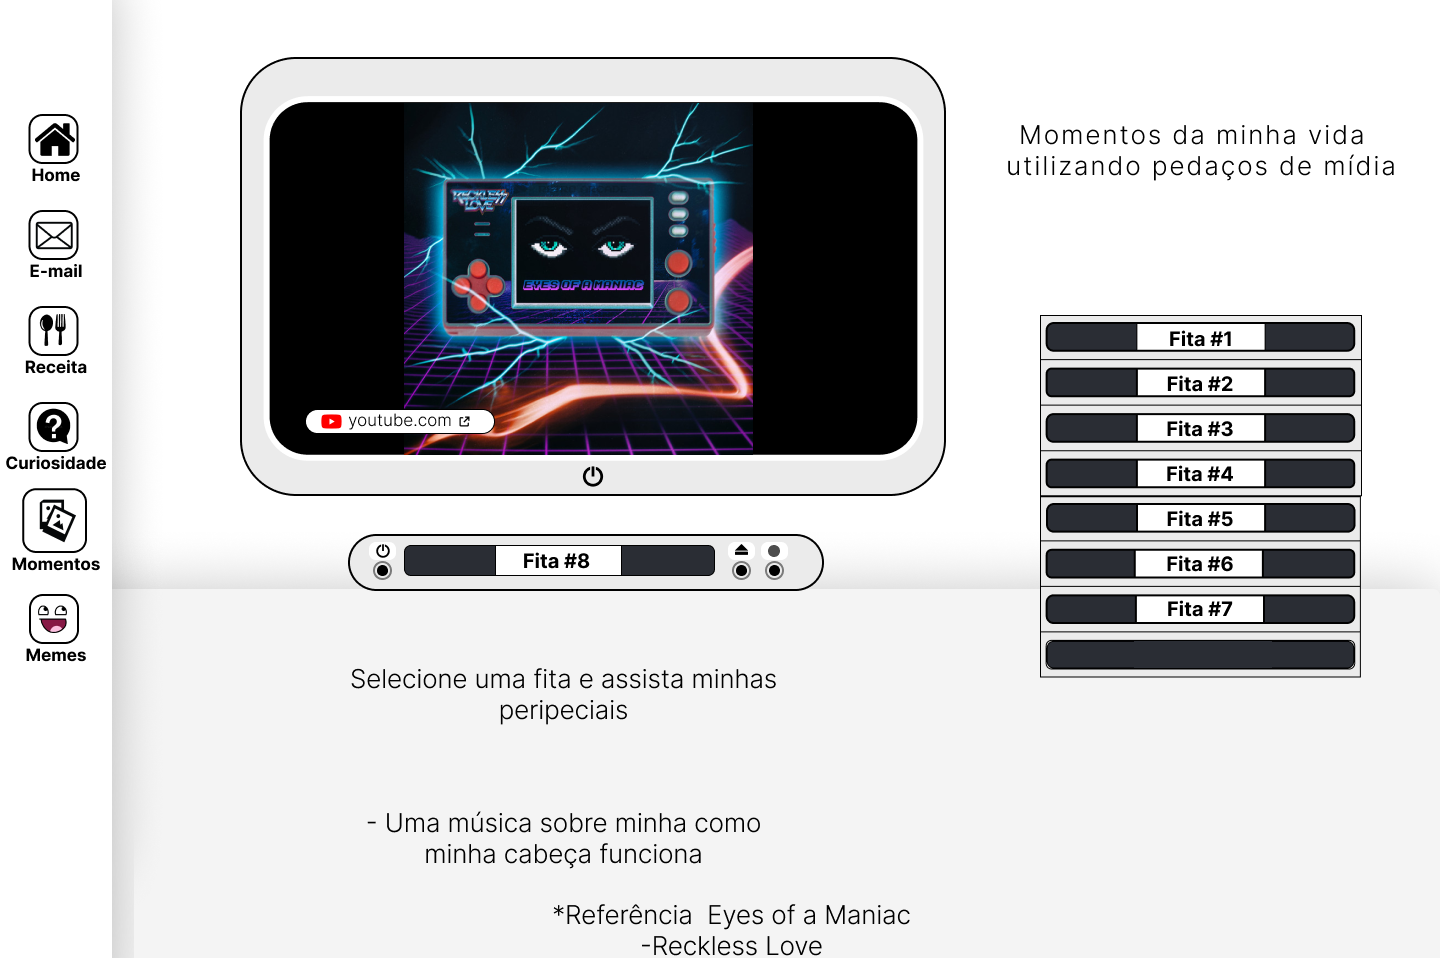 Home
E-mail
Receita
Curiosidade
Momentos
Memes
RECKLESS
LOVE
EYES OF A MANIAC
youtube.com
Momentos da minha vida
utilizando pedaços de mídia
Fita #1
Fita #2
Fita #3
Fita #4
Fita #5
Fita #6
Fita #7
Fita #8
Selecione uma fita e assista minhas
peripeciais
- Uma música sobre minha como
minha cabeça funciona
*Referência Eyes of a Maniac
-Reckless Love